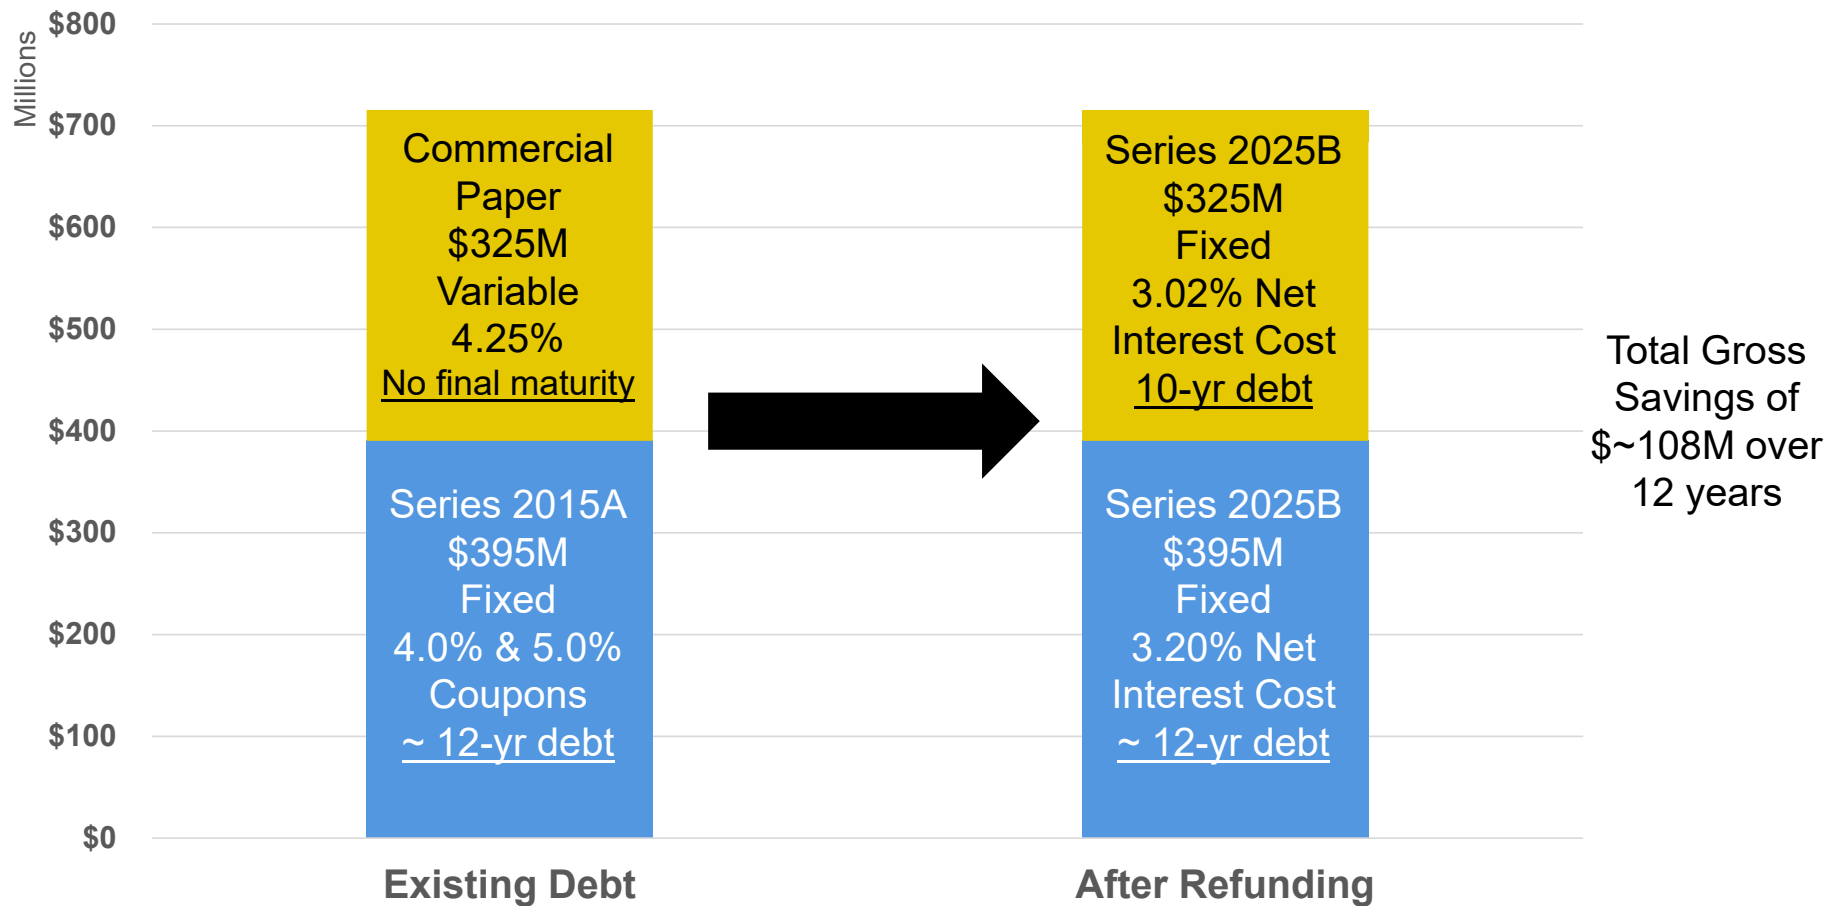 Millions
$800
$700
$600
$500
$400
$300
$200
$100
$0
Commercial
Paper
$325M
Variable
4.25%
No final maturity
Series 2015A
$395M
Fixed
4.0% & 5.0%
Coupons
~ 12-yr debt
Series 2025B
$325M
Fixed
3.02% Net
Interest Cost
10-yr debt
Series 2025B
$395M
Fixed
3.20% Net
Interest Cost
~ 12-yr debt
Total Gross
Savings of
$~108M over
12 years
Existing Debt
After Refunding